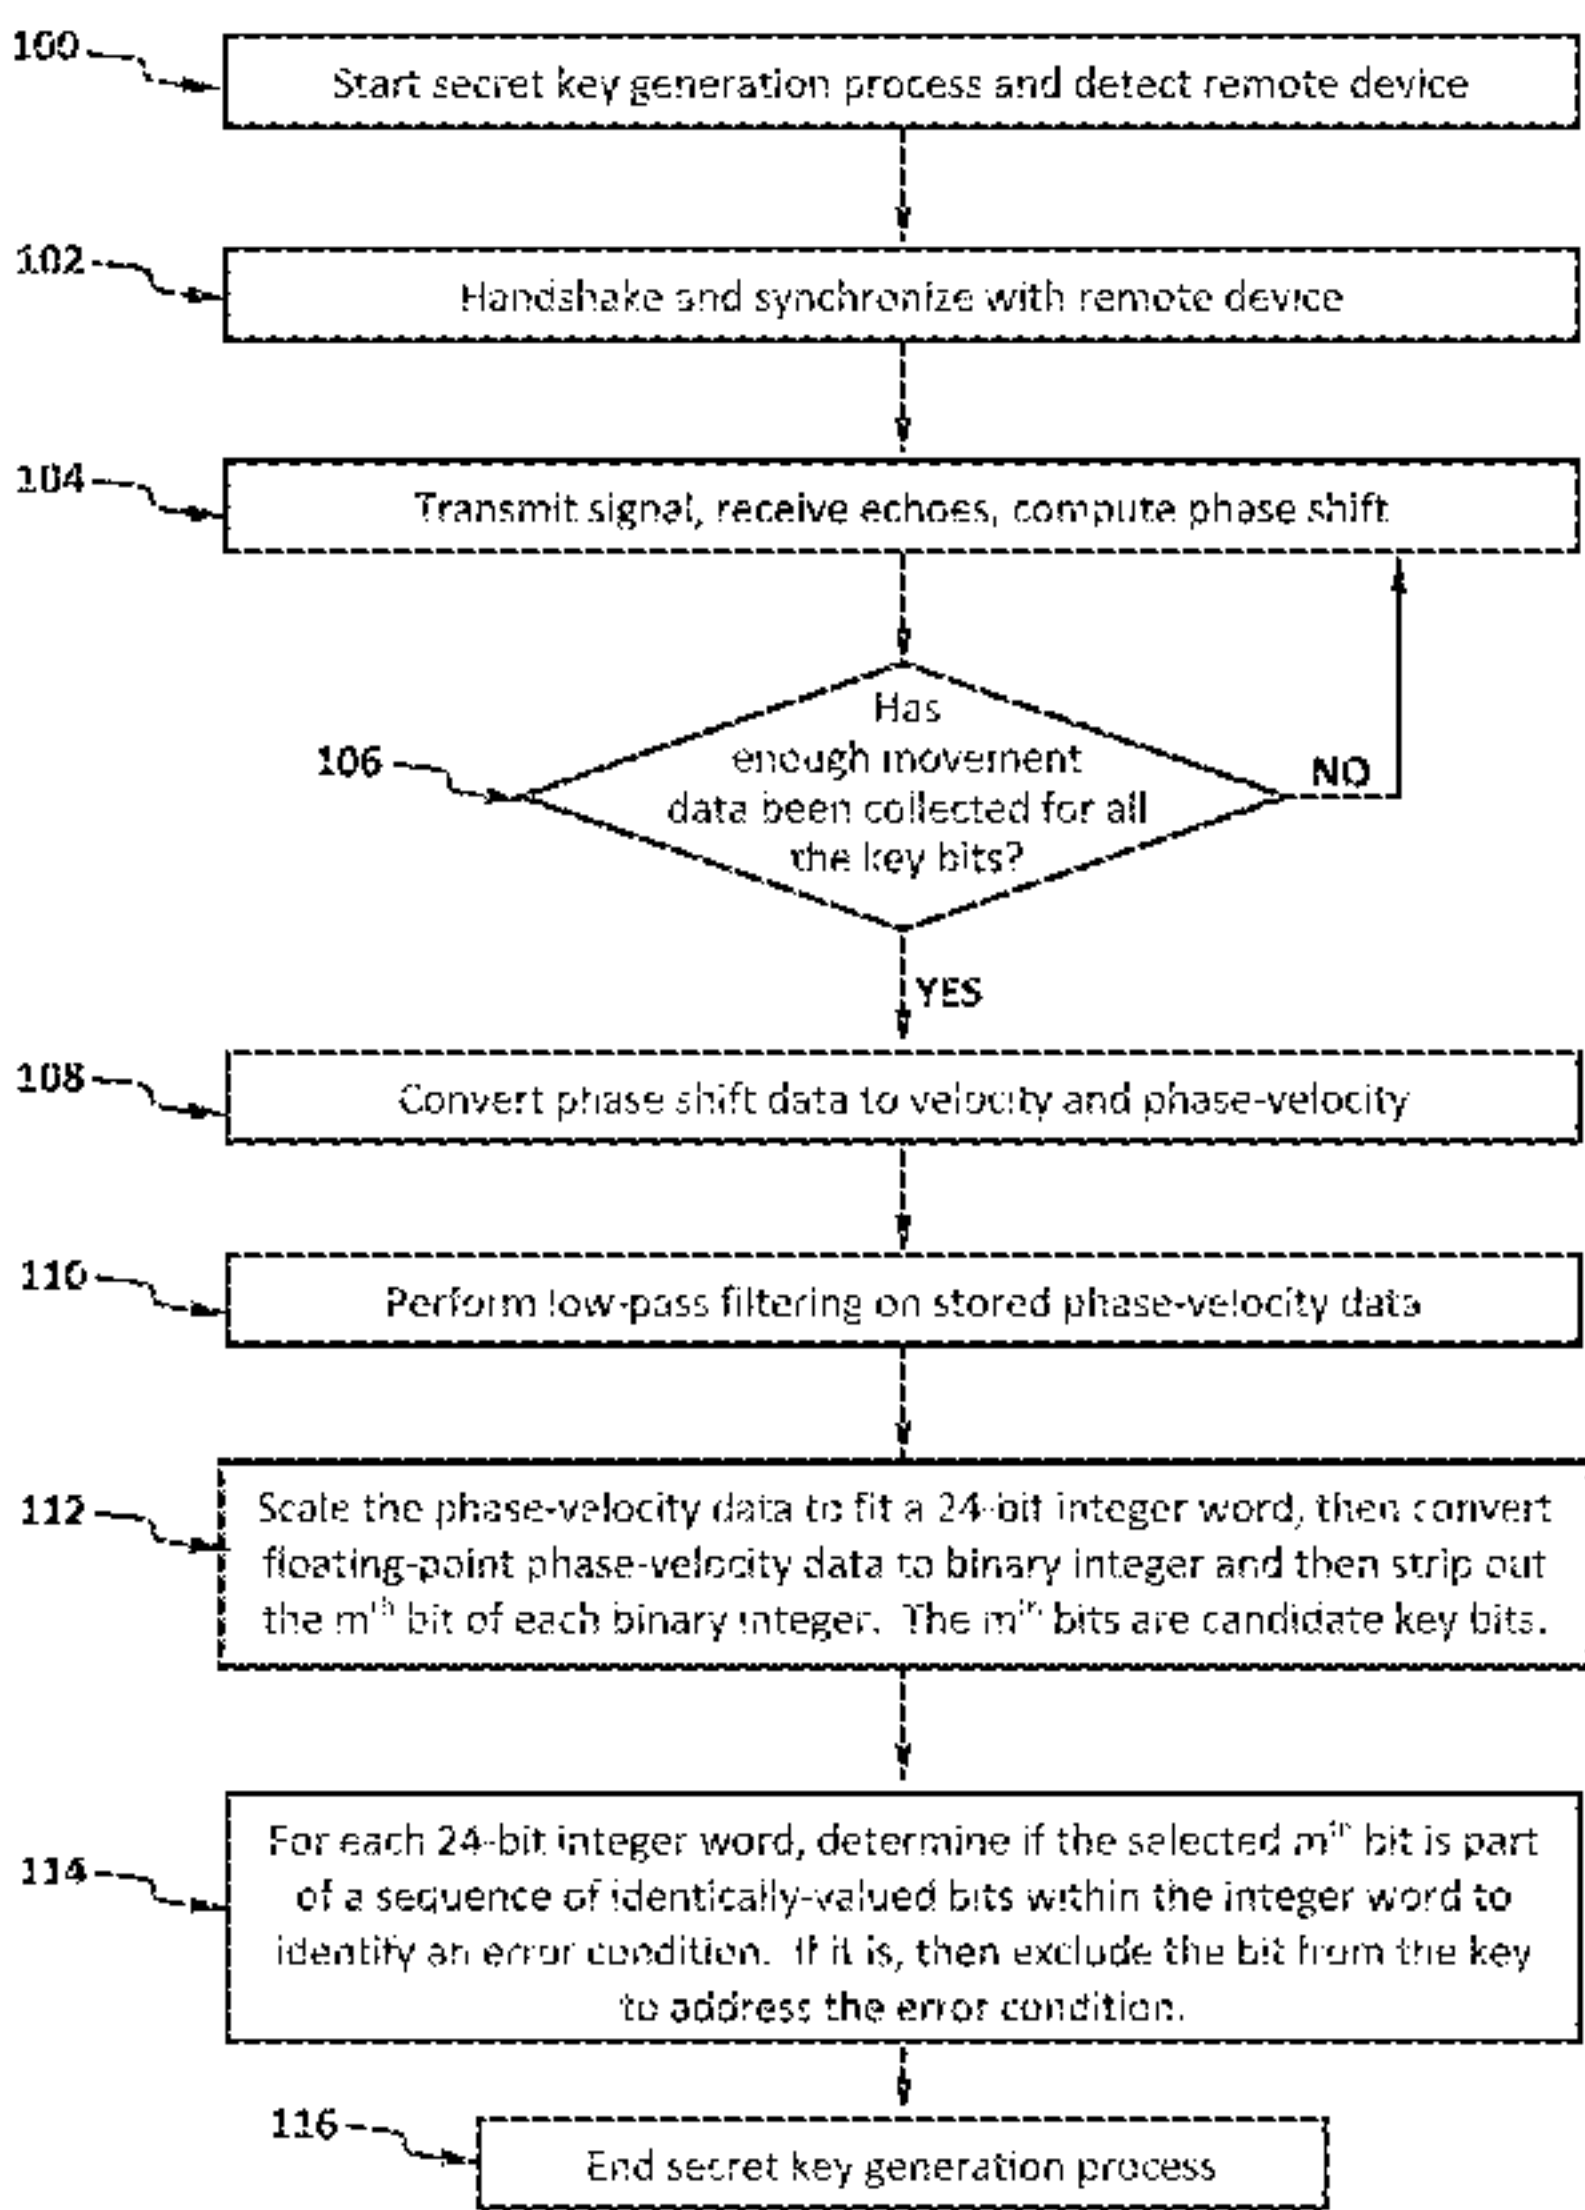 100
Start secret key generation process and detect remote device
102
Handshake and synchronize with remote device
104
Transmit signal, receive echoes, compute phase shift
106
Has
enough movement
data been collected for all
the key bits?
NO
YES
108
Convert phase shift data to velocity and phase-velocity
110
Perform low-pass filtering on stored phase-velocity data
112
Scale the phase-velocity data to fit a 24-bit integer word, then convert
floating-point phase-velocity data to binary integer and then strip out
the mᵗʰ bit of each binary integer. The mᵗʰ bits are candidate key bits.
114
For each 24-bit integer word, determine if the selected mᵗʰ bit is part
of a sequence of identically-valued bits within the integer word to
identify an error condition. If it is, then exclude the bit from the key
to address the error condition.
116
End secret key generation process